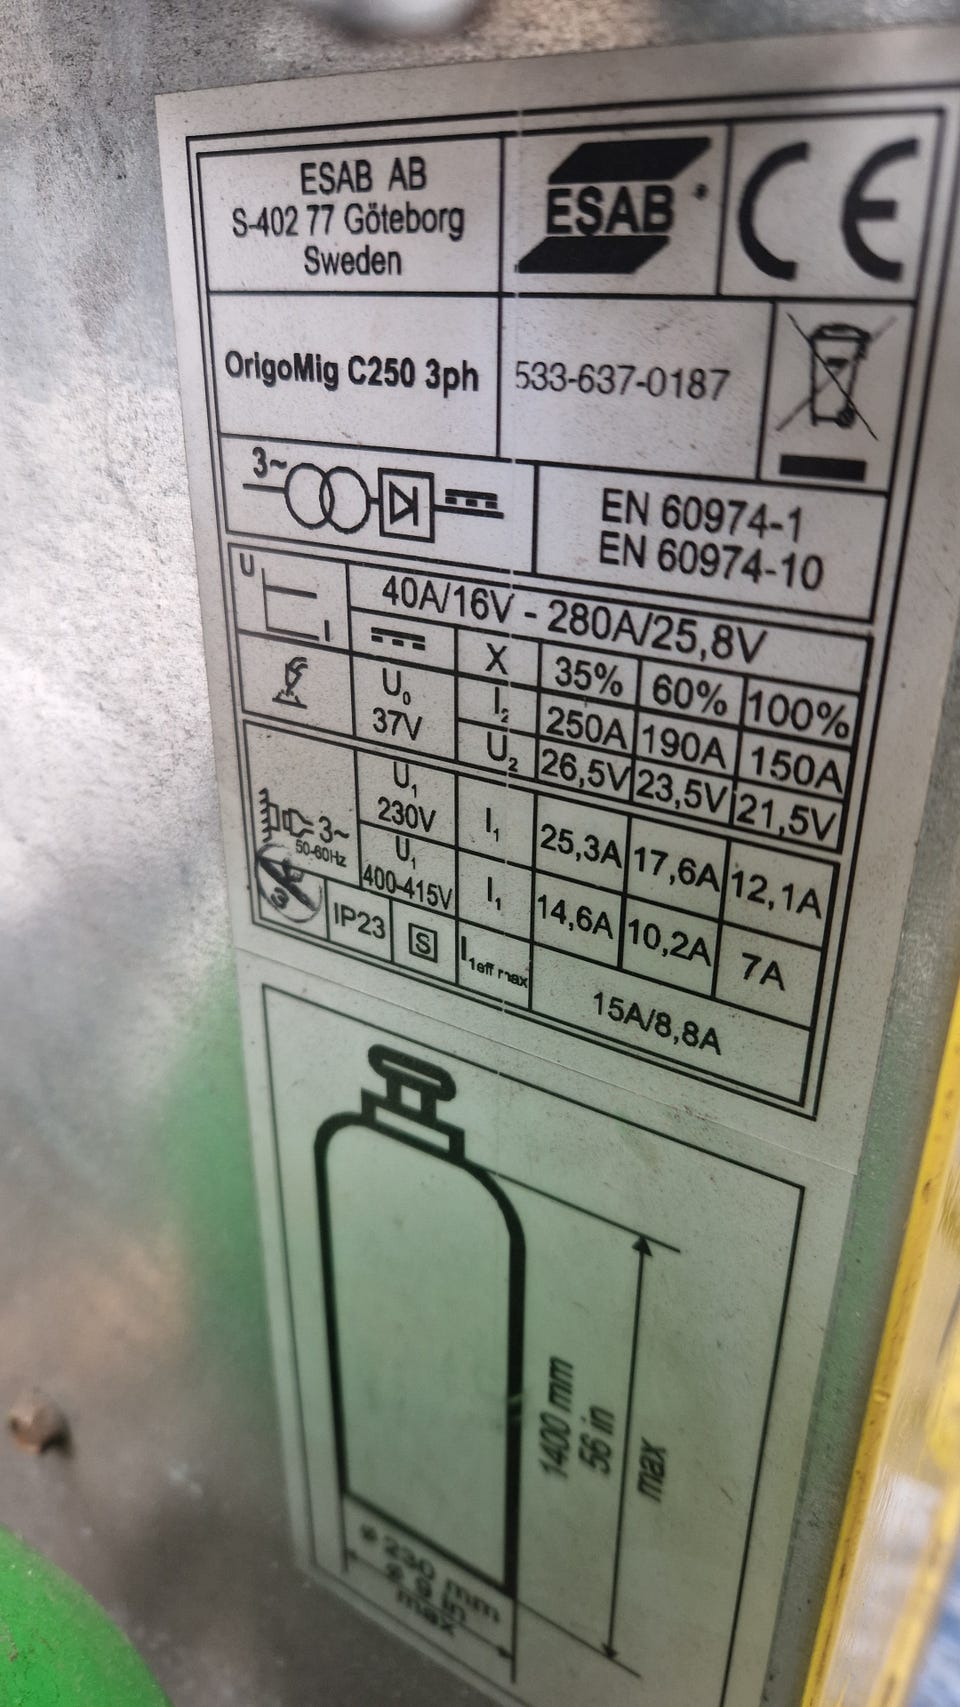 ESAB AB
S-402 77 Göteborg
Sweden
ESAB
CE
OrigoMig C250 3ph
533-637-0187
3~
EN 60974-1
EN 60974-10
U
I
40A/16V - 280A/25,8V
X 35% 60% 100%
U0
37V
I2 250A 190A 150A
U2 26,5V 23,5V 21,5V
3~
50-60Hz
U1
230V
I1 25,3A 17,6A 12,1A
U1
400-415V
I1 14,6A 10,2A 7A
IP23
S
I1eff max
15A/8,8A
1400 mm
56 in
max
ø 230 mm
max